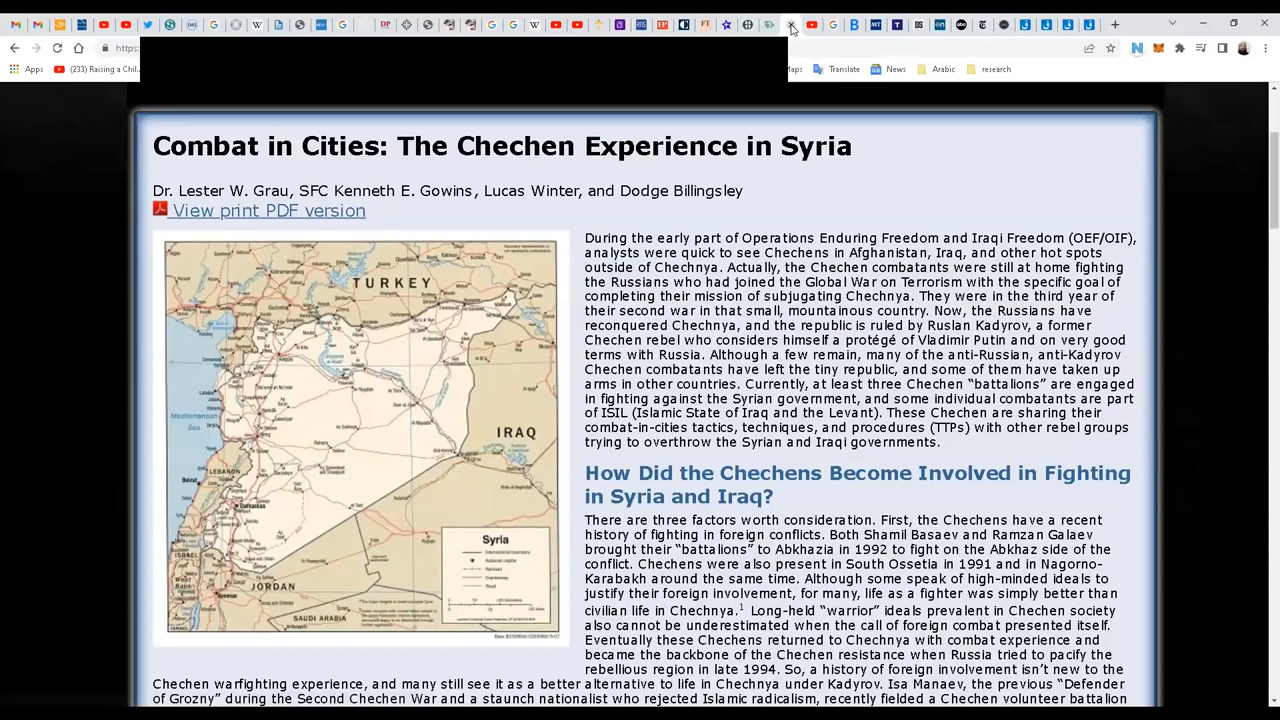 https:
Apps
(233) Raising a Chil...
Maps
Translate
News
Arabic
research
Combat in Cities: The Chechen Experience in Syria
Dr. Lester W. Grau, SFC Kenneth E. Gowins, Lucas Winter, and Dodge Billingsley
View print PDF version
During the early part of Operations Enduring Freedom and Iraqi Freedom (OEF/OIF),
analysts were quick to see Chechens in Afghanistan, Iraq, and other hot spots
outside of Chechnya. Actually, the Chechen combatants were still at home fighting
the Russians who had joined the Global War on Terrorism with the specific goal of
completing their mission of subjugating Chechnya. They were in the third year of
their second war in that small, mountainous country. Now, the Russians have
reconquered Chechnya, and the republic is ruled by Ruslan Kadyrov, a former
Chechen rebel who considers himself a protégé of Vladimir Putin and on very good
terms with Russia. Although a few remain, many of the anti-Russian, anti-Kadyrov
Chechen combatants have left the tiny republic, and some of them have taken up
arms in other countries. Currently, at least three Chechen “battalions” are engaged
in fighting against the Syrian government, and some individual combatants are part
of ISIL (Islamic State of Iraq and the Levant). These Chechen are sharing their
combat-in-cities tactics, techniques, and procedures (TTPs) with other rebel groups
trying to overthrow the Syrian and Iraqi governments.
How Did the Chechens Become Involved in Fighting
in Syria and Iraq?
There are three factors worth consideration. First, the Chechens have a recent
history of fighting in foreign conflicts. Both Shamil Basaev and Ramzan Galaev
brought their “battalions” to Abkhazia in 1992 to fight on the Abkhaz side of the
conflict. Chechens were also present in South Ossetia in 1991 and in Nagorno-
Karabakh around the same time. Although some speak of high-minded ideals to
justify their foreign involvement, for many, life as a fighter was simply better than
civilian life in Chechnya.1 Long-held “warrior” ideals prevalent in Chechen society
also cannot be underestimated when the call of foreign combat presented itself.
Eventually these Chechens returned to Chechnya with combat experience and
became the backbone of the Chechen resistance when Russia tried to pacify the
rebellious region in late 1994. So, a history of foreign involvement isn’t new to the
Chechen warfighting experience, and many still see it as a better alternative to life in Chechnya under Kadyrov. Isa Manaev, the previous “Defender
of Grozny” during the Second Chechen War and a staunch nationalist who rejected Islamic radicalism, recently fielded a Chechen volunteer battalion
TURKEY
Mediterranean
Sea
IRAQ
LEBANON
Beirut
Damascus
ISRAEL
West
Bank
JORDAN
ISRAEL
SAUDI ARABIA
Syria
International boundary
National capital
Railroad
Expressway
Road